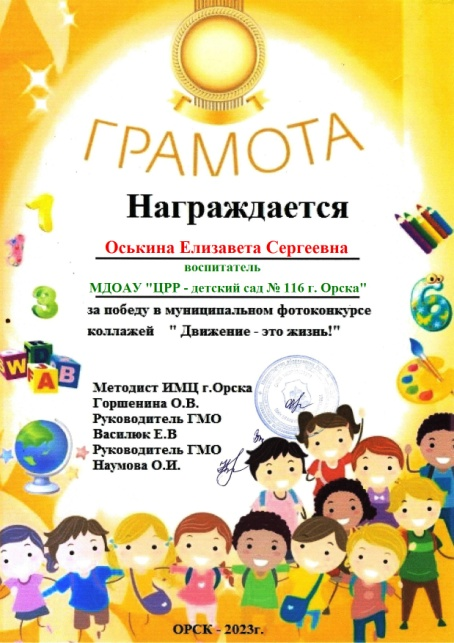 ГРАМОТА
Награждается
Оськина Елизавета Сергеевна
воспитатель
МДОАУ "ЦРР - детский сад № 116 г. Орска"
за победу в муниципальном фотоконкурсе
коллажей " Движение - это жизнь!"
Методист ИМЦ г.Орска
Горшенина О.В.
Руководитель ГМО
Василюк Е.В
Руководитель ГМО
Наумова О.И.
ОРСК - 2023г.